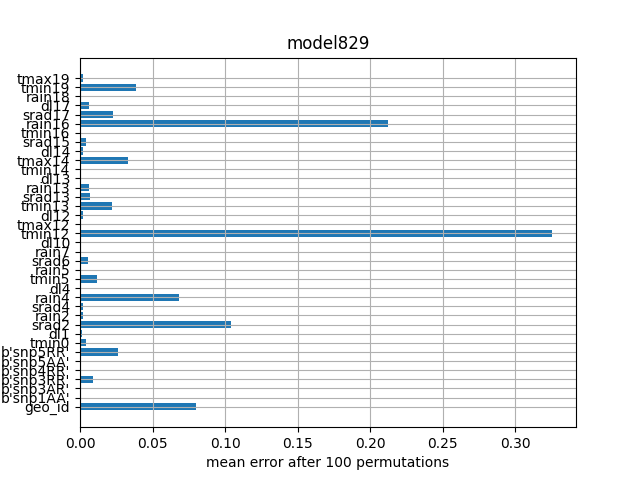 model829
tmax19
tmin19
rain18
dl17
srad17
rain16
tmin16
srad15
dl14
tmax14
tmin14
dl13
rain13
srad13
tmin13
dl12
tmax12
tmin12
dl10
rain7
srad6
rain5
tmin5
dl4
rain4
srad4
rain2
srad2
dl1
tmin0
b'snp5RR'
b'snp5AA'
b'snp4RR'
b'snp3RR'
b'snp3AR'
b'snp1AA'
geo_id
0.00 0.05 0.10 0.15 0.20 0.25 0.30
mean error after 100 permutations